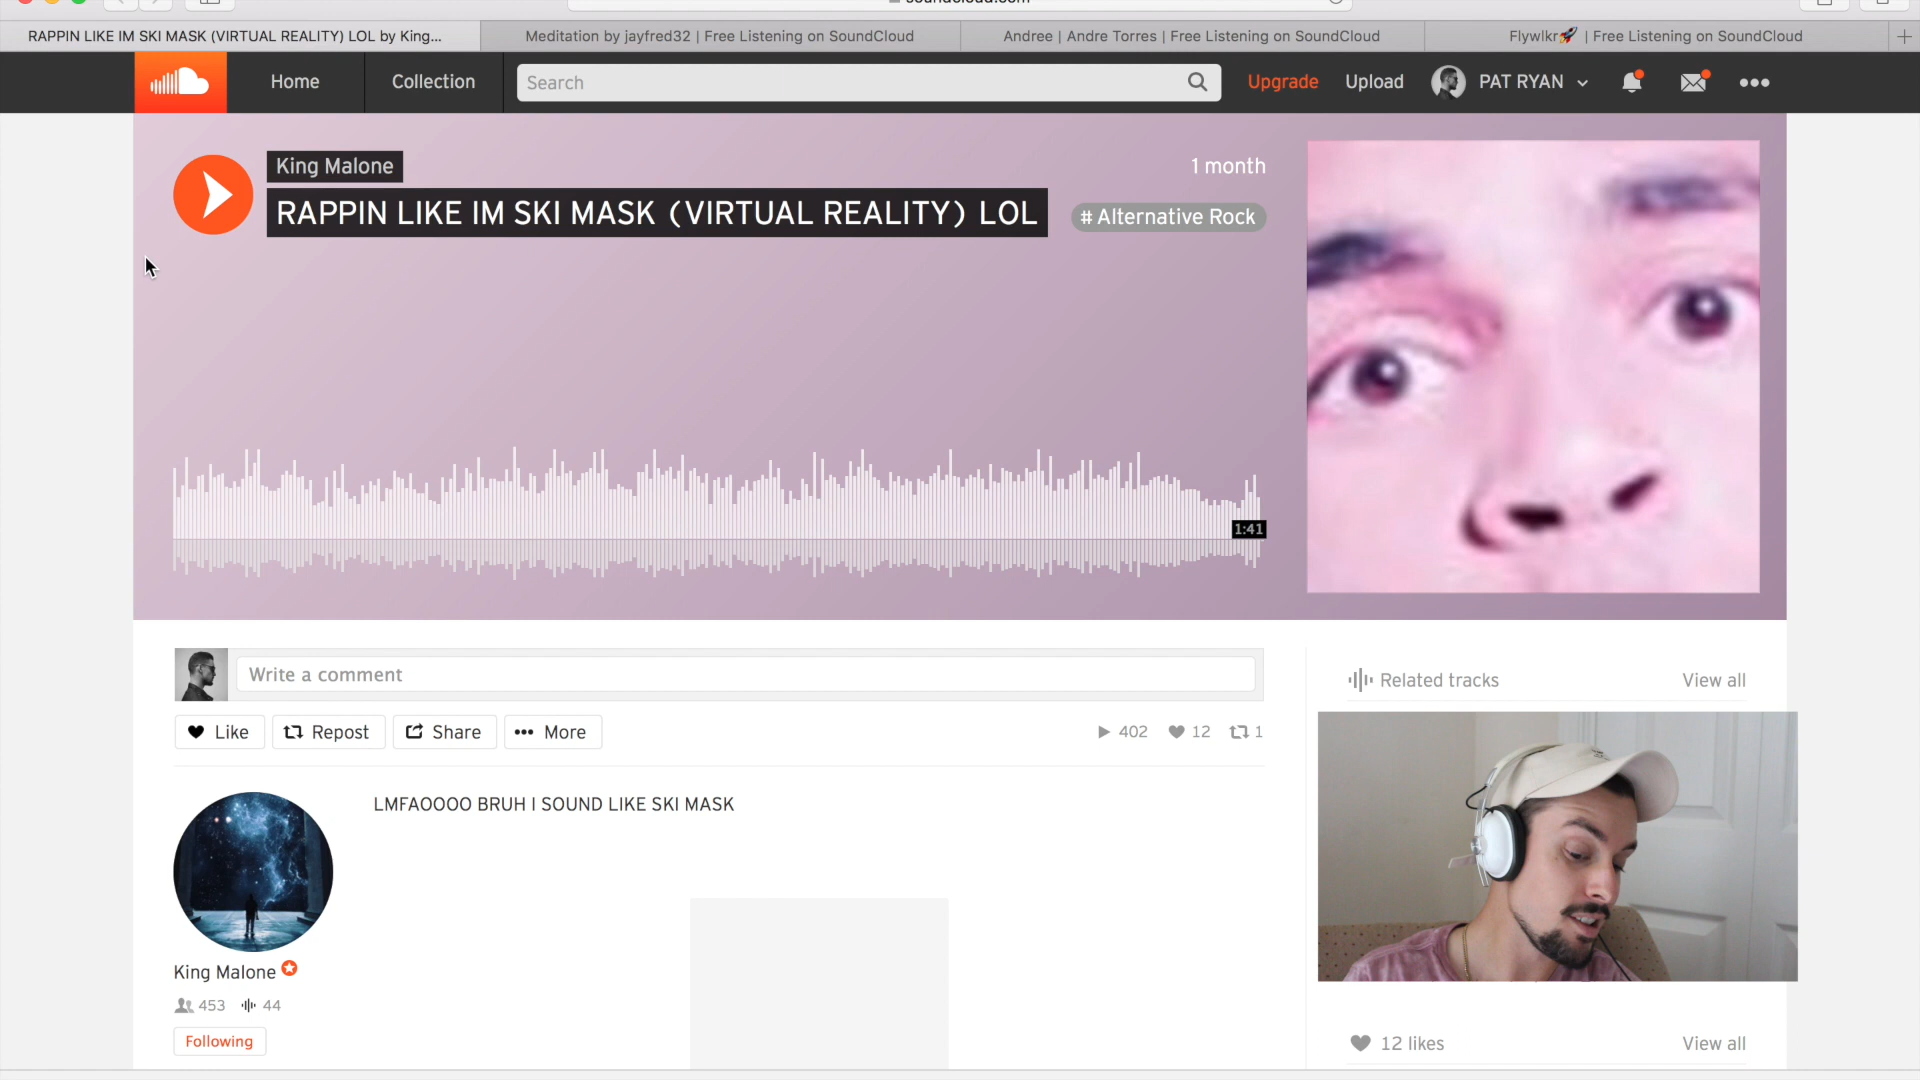 soundcloud.com
RAPPIN LIKE IM SKI MASK (VIRTUAL REALITY) LOL by King...
Meditation by jayfred32 | Free Listening on SoundCloud
Andree | Andre Torres | Free Listening on SoundCloud
Flywlkr🚀 | Free Listening on SoundCloud
Home
Collection
Search
Upgrade
Upload
PAT RYAN
King Malone
1 month
RAPPIN LIKE IM SKI MASK (VIRTUAL REALITY) LOL
# Alternative Rock
1:41
Write a comment
Like
Repost
Share
More
402
12
1
Related tracks
View all
LMFAOOOO BRUH I SOUND LIKE SKI MASK
King Malone
453
44
Following
12 likes
View all